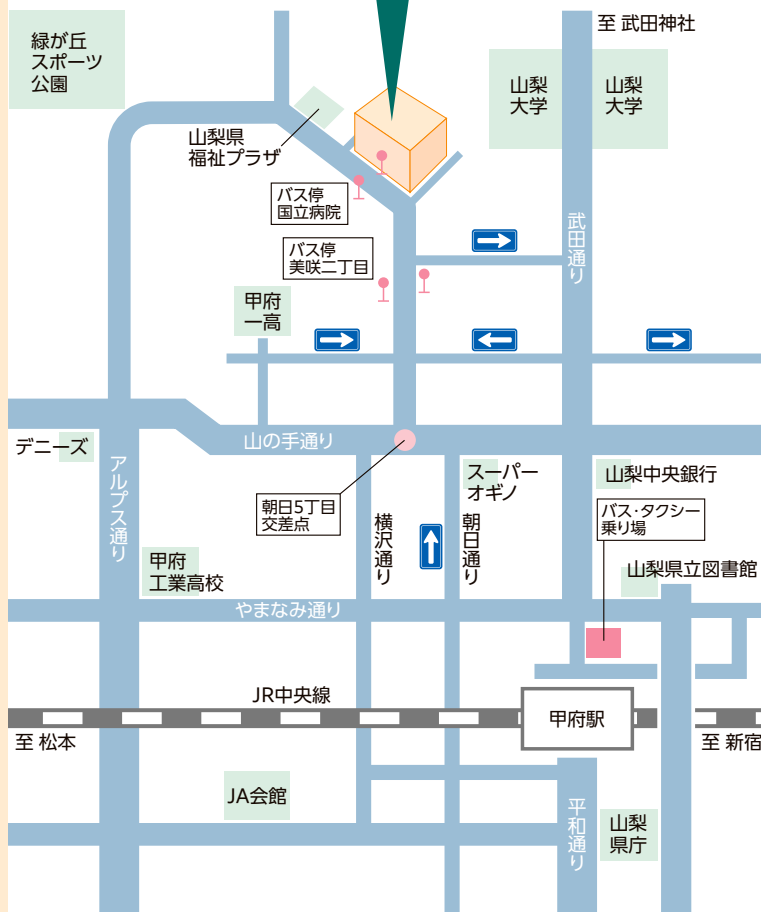 至 武田神社
緑が丘
スポーツ
公園
山梨
大学
山梨
大学
山梨県
福祉プラザ
バス停
国立病院
武田通り
バス停
美咲二丁目
甲府
一高
山の手通り
デニーズ
アルプス通り
スーパー
オギノ
山梨中央銀行
朝日5丁目
交差点
横沢通り
朝日通り
バス・タクシー
乗り場
甲府
工業高校
山梨県立図書館
やまなみ通り
JR中央線
甲府駅
至 松本
至 新宿
JA会館
平和通り
山梨
県庁